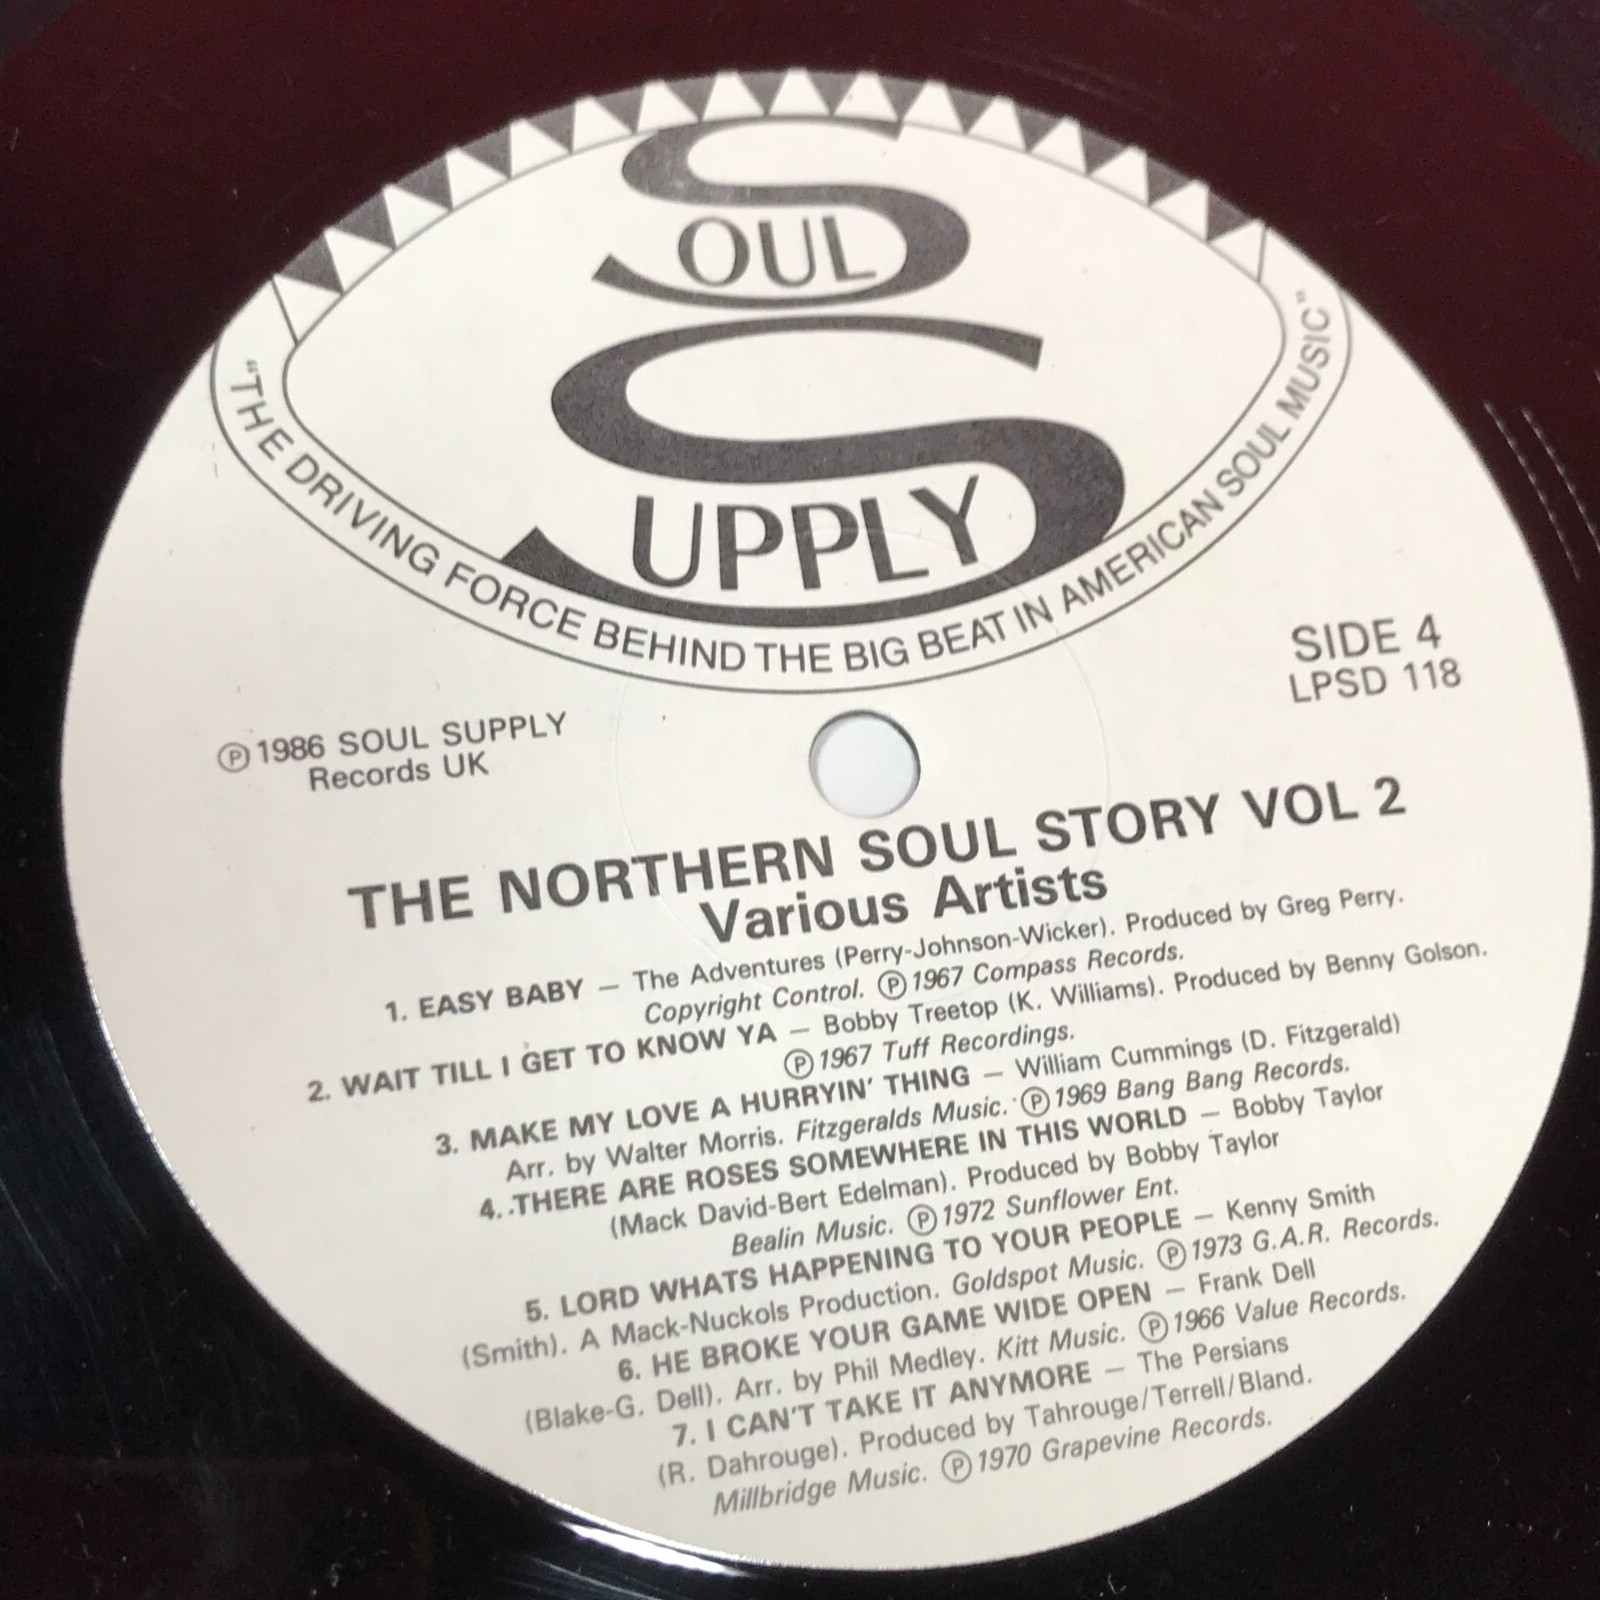 SOUL
SUPPLY
"THE DRIVING FORCE BEHIND THE BIG BEAT IN AMERICAN SOUL MUSIC"
SIDE 4
LPSD 118
Ⓟ 1986 SOUL SUPPLY
Records UK
THE NORTHERN SOUL STORY VOL 2
Various Artists
1. EASY BABY — The Adventures (Perry-Johnson-Wicker). Produced by Greg Perry.
Copyright Control. Ⓟ 1967 Compass Records.
2. WAIT TILL I GET TO KNOW YA — Bobby Treetop (K. Williams). Produced by Benny Golson.
Ⓟ 1967 Tuff Recordings.
3. MAKE MY LOVE A HURRYIN' THING — William Cummings (D. Fitzgerald)
Arr. by Walter Morris. Fitzgeralds Music. Ⓟ 1969 Bang Bang Records.
4. THERE ARE ROSES SOMEWHERE IN THIS WORLD — Bobby Taylor
(Mack David-Bert Edelman). Produced by Bobby Taylor
Bealin Music. Ⓟ 1972 Sunflower Ent.
5. LORD WHATS HAPPENING TO YOUR PEOPLE — Kenny Smith
(Smith). A Mack-Nuckols Production. Goldspot Music. Ⓟ 1973 G.A.R. Records.
6. HE BROKE YOUR GAME WIDE OPEN — Frank Dell
(Blake-G. Dell). Arr. by Phil Medley. Kitt Music. Ⓟ 1966 Value Records.
7. I CAN'T TAKE IT ANYMORE — The Persians
(R. Dahrouge). Produced by Tahrouge/Terrell/Bland.
Millbridge Music. Ⓟ 1970 Grapevine Records.